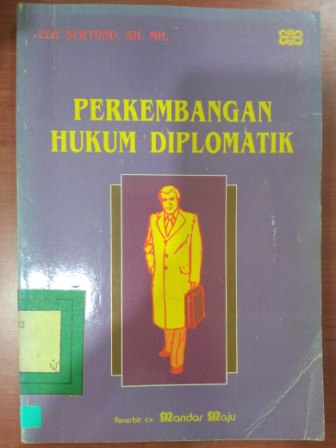 EDY SURYONO, SH. MH.
PERKEMBANGAN
HUKUM DIPLOMATIK
Penerbit cv. Mandar Maju